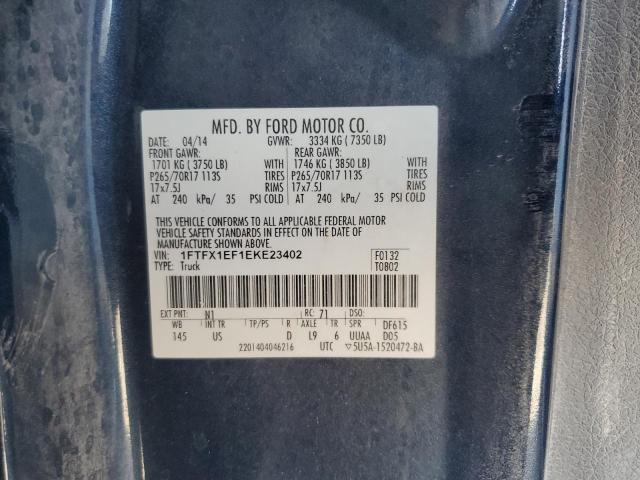 MFD. BY FORD MOTOR CO.
DATE: 04/14 GVWR: 3334 KG ( 7350 LB)
FRONT GAWR: REAR GAWR:
1701 KG ( 3750 LB) WITH 1746 KG ( 3850 LB) WITH
P265/70R17 113S TIRES P265/70R17 113S TIRES
17x7.5J RIMS 17x7.5J RIMS
AT 240 kPa/ 35 PSI COLD AT 240 kPa/ 35 PSI COLD
THIS VEHICLE CONFORMS TO ALL APPLICABLE FEDERAL MOTOR
VEHICLE SAFETY STANDARDS IN EFFECT ON THE DATE OF
MANUFACTURE SHOWN ABOVE.
VIN: 1FTFX1EF1EKE23402 F0132
TYPE: Truck T0802
EXT PNT: N1 RC: 71 DSO:
WB INT TR TP/PS R AXLE TR SPR DF615
145 US D L9 6 UUAA D05
2201404046216 UTC ▽5U5A-1520472-BA